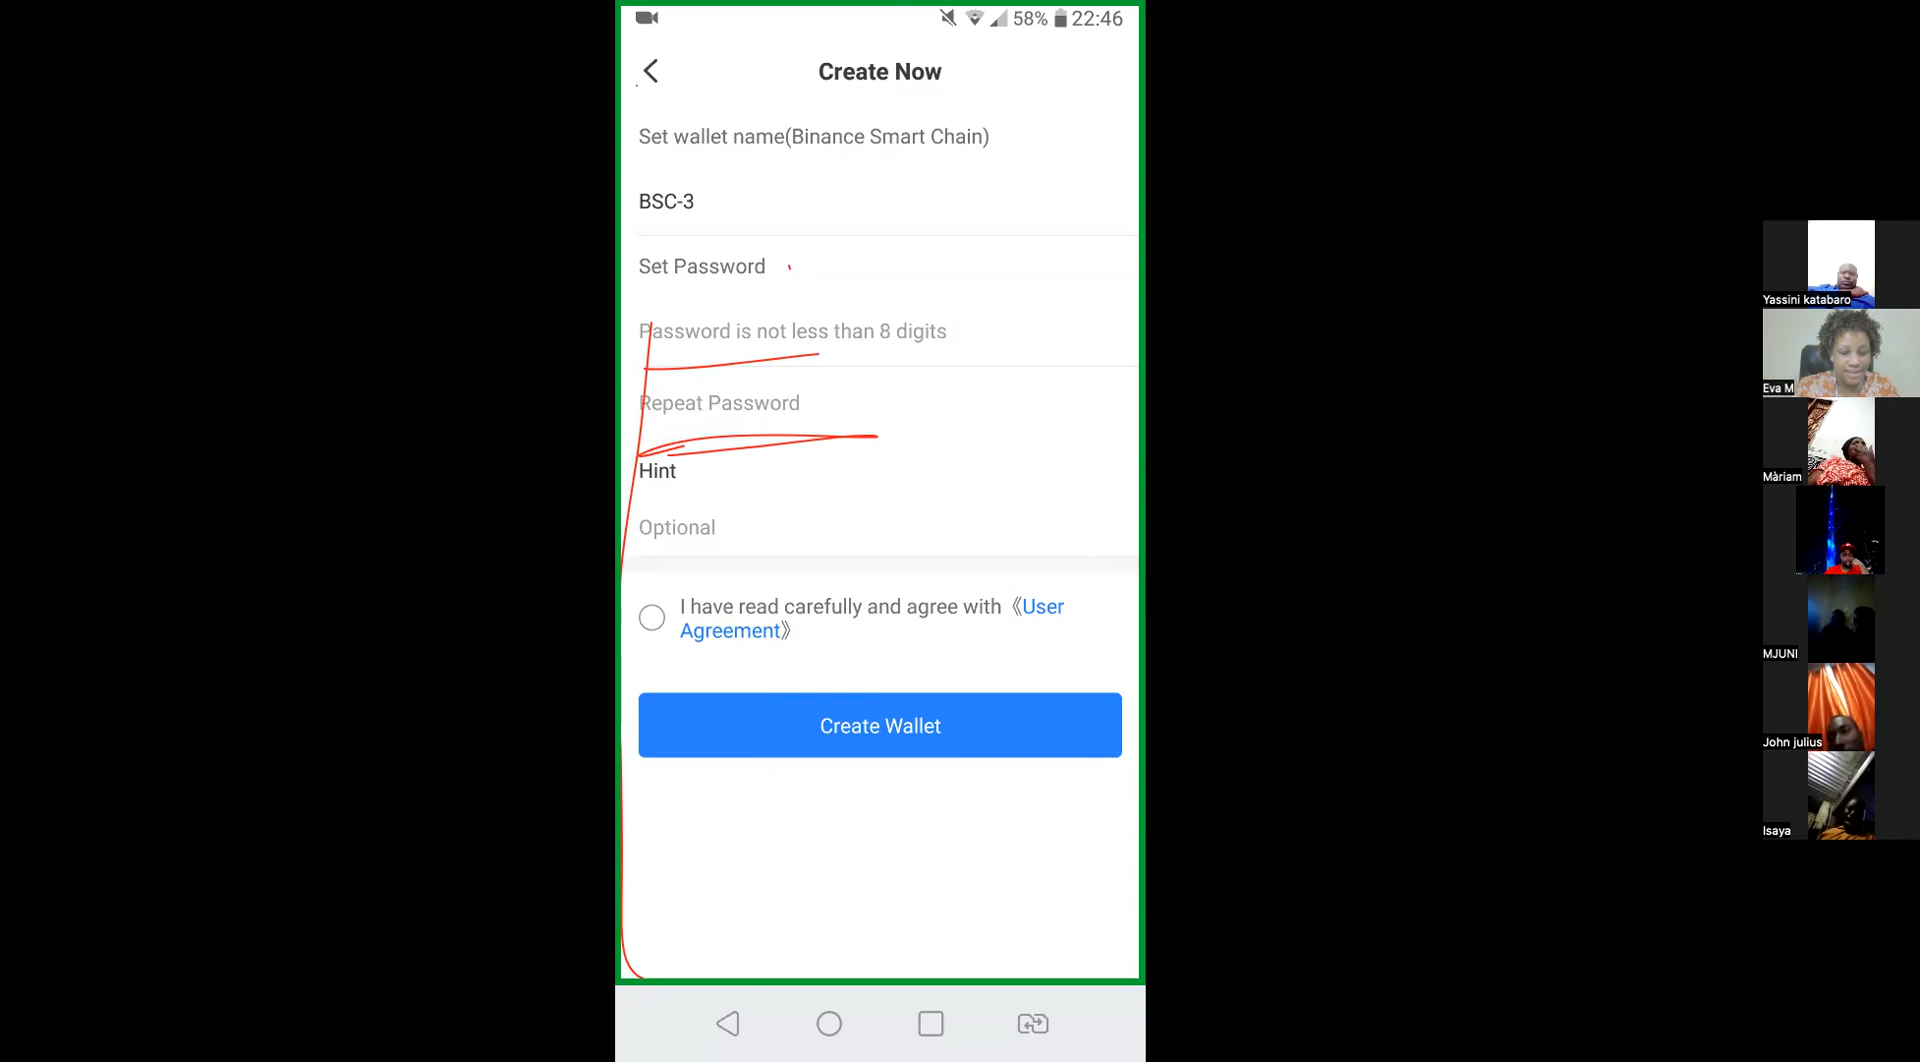 58% 22:46
Create Now
Set wallet name(Binance Smart Chain)
BSC-3
Set Password
Password is not less than 8 digits
Repeat Password
Hint
Optional
I have read carefully and agree with《User
Agreement》
Create Wallet
Yassini katabaro
Eva M
Màriam
MJUNI
John julius
Isaya